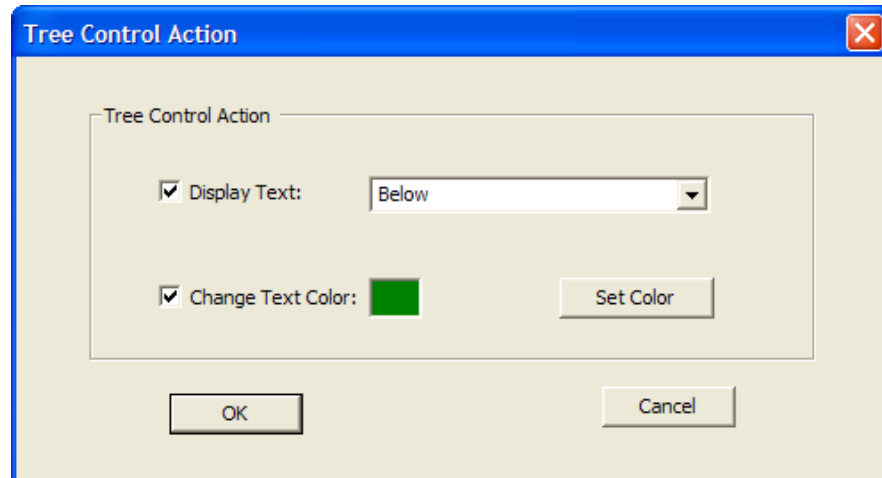 Tree Control Action
Tree Control Action
Display Text: Below
Change Text Color: Set Color
OK Cancel